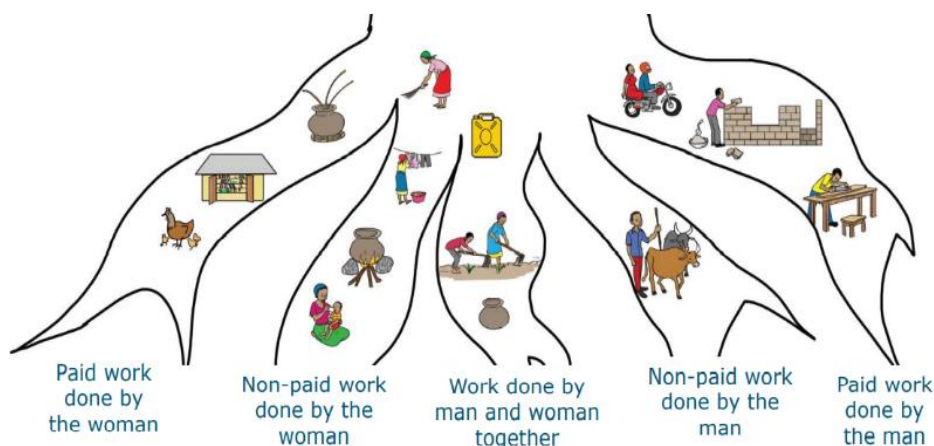 Paid work
done by
the woman
Non-paid work
done by the
woman
Work done by
man and woman
together
Non-paid work
done by the
man
Paid work
done by
the man